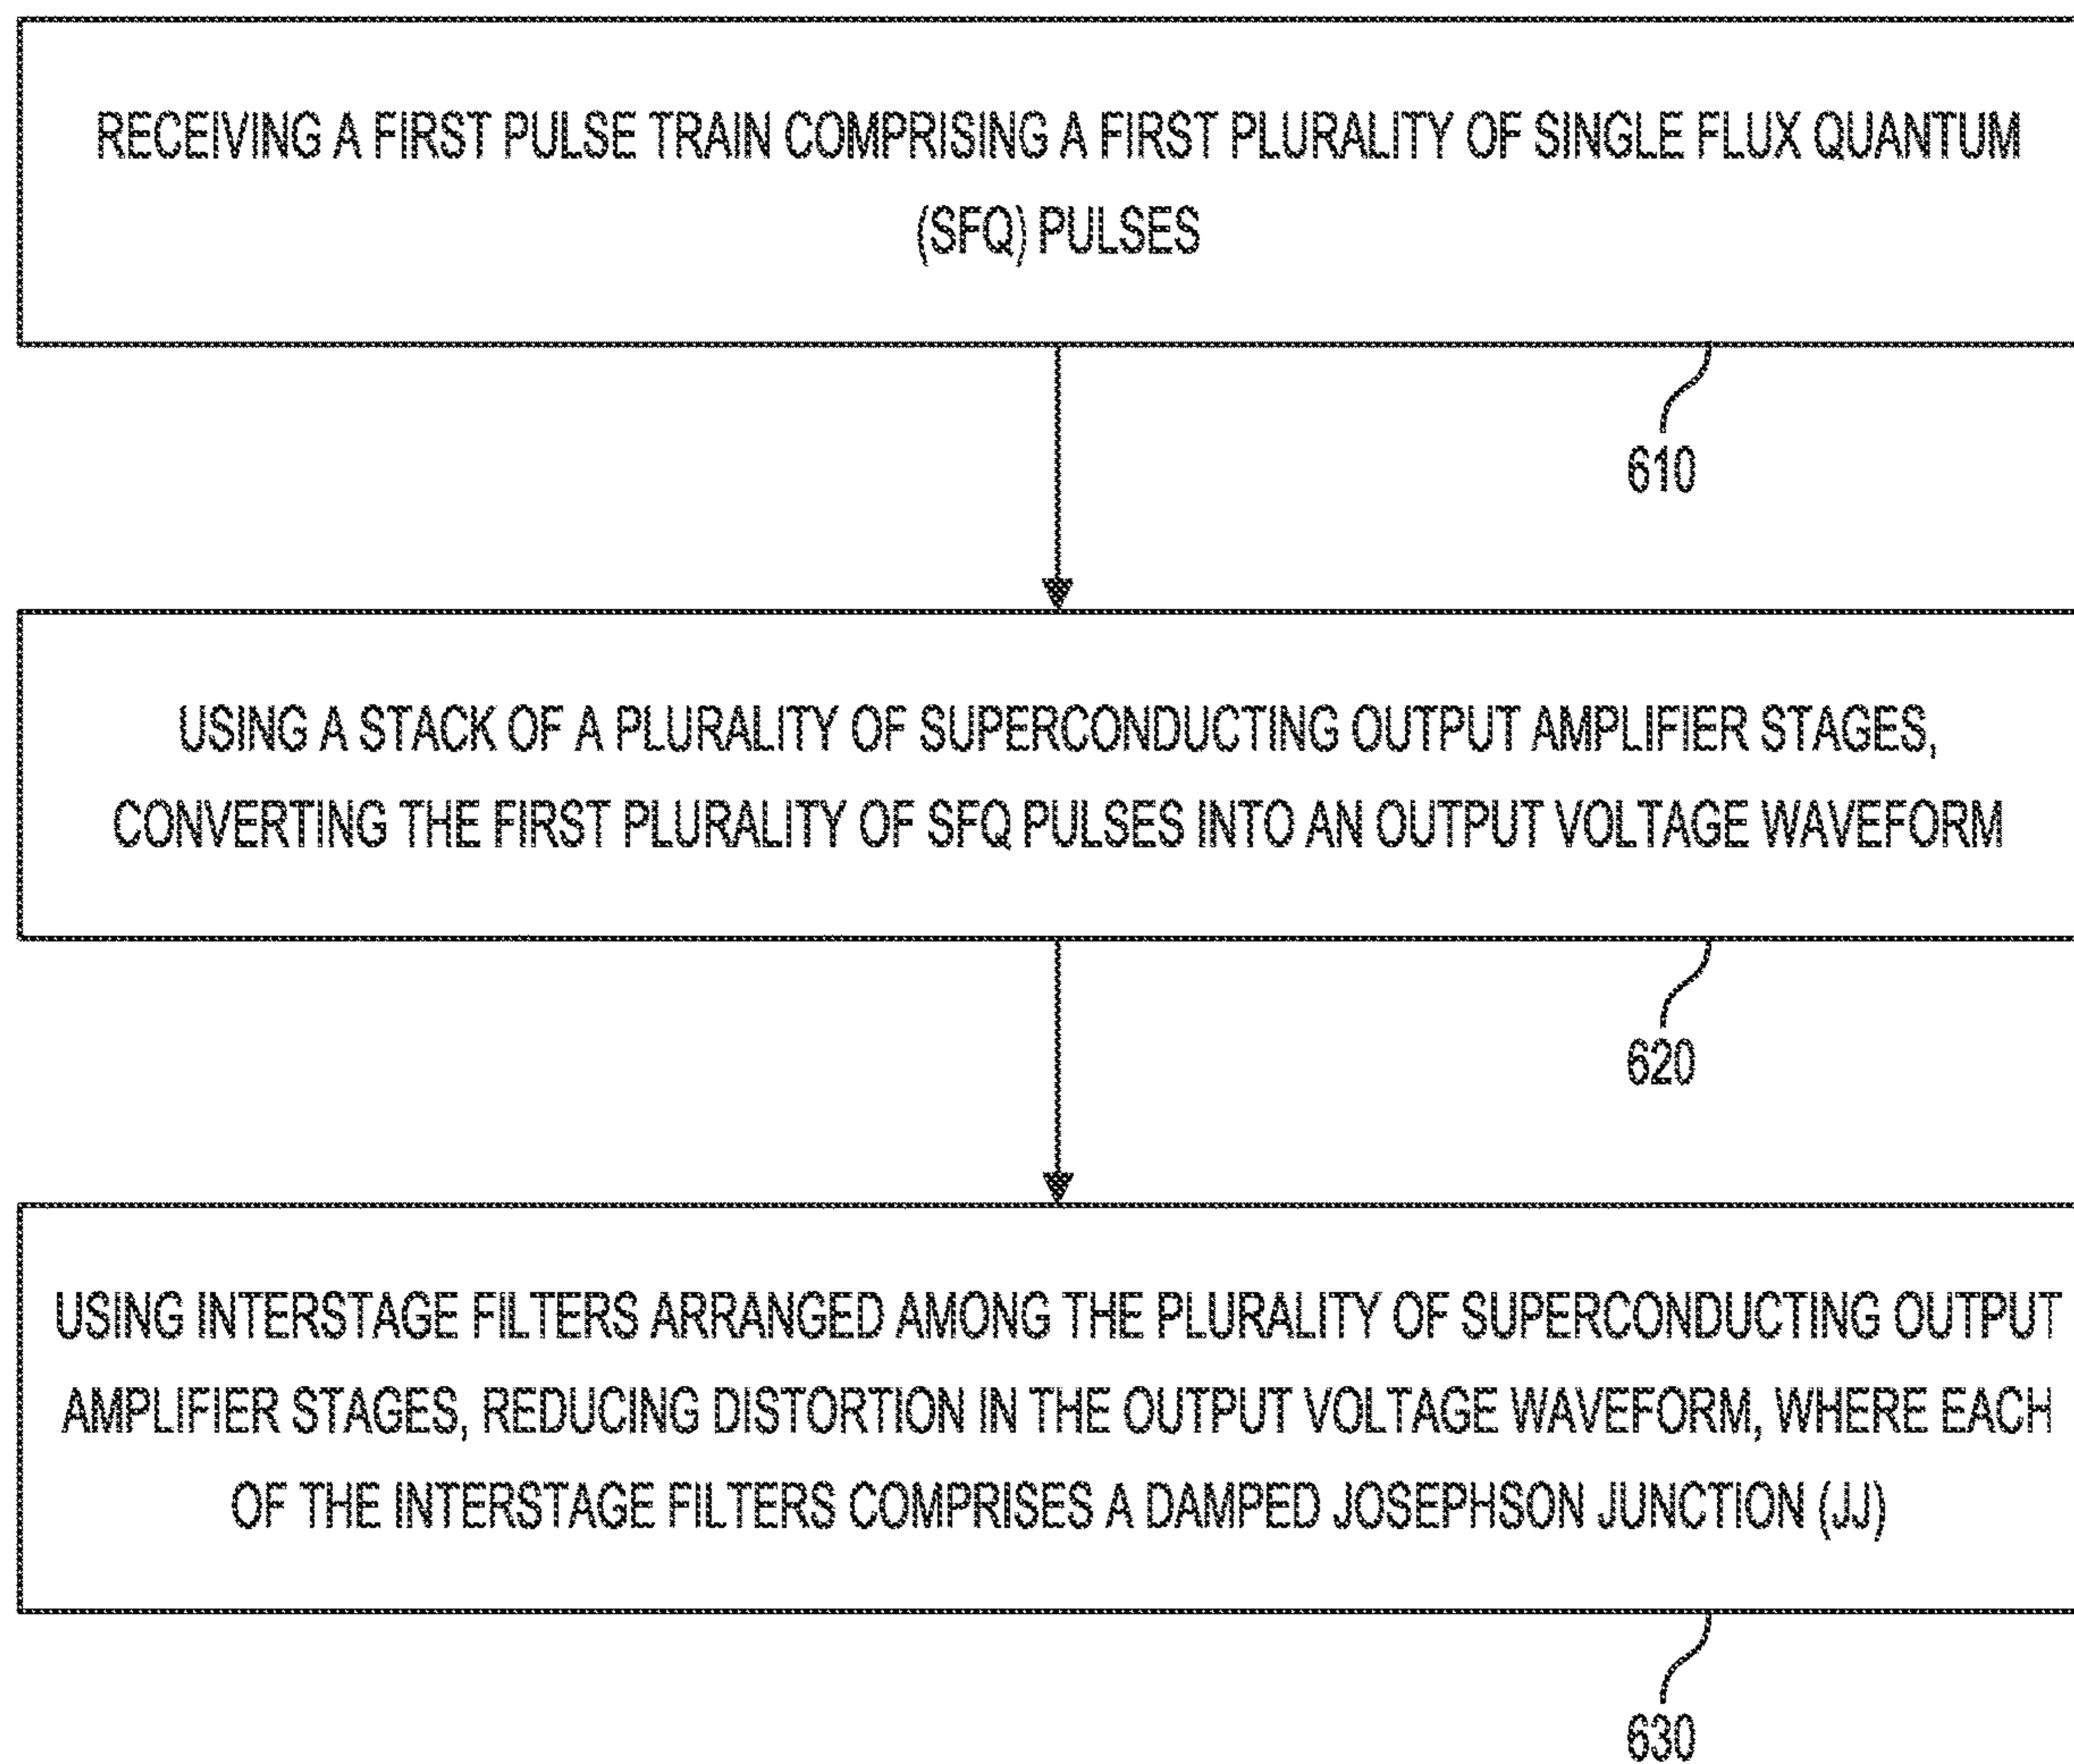 RECEIVING A FIRST PULSE TRAIN COMPRISING A FIRST PLURALITY OF SINGLE FLUX QUANTUM
(SFQ) PULSES
610
USING A STACK OF A PLURALITY OF SUPERCONDUCTING OUTPUT AMPLIFIER STAGES,
CONVERTING THE FIRST PLURALITY OF SFQ PULSES INTO AN OUTPUT VOLTAGE WAVEFORM
620
USING INTERSTAGE FILTERS ARRANGED AMONG THE PLURALITY OF SUPERCONDUCTING OUTPUT
AMPLIFIER STAGES, REDUCING DISTORTION IN THE OUTPUT VOLTAGE WAVEFORM, WHERE EACH
OF THE INTERSTAGE FILTERS COMPRISES A DAMPED JOSEPHSON JUNCTION (JJ)
630